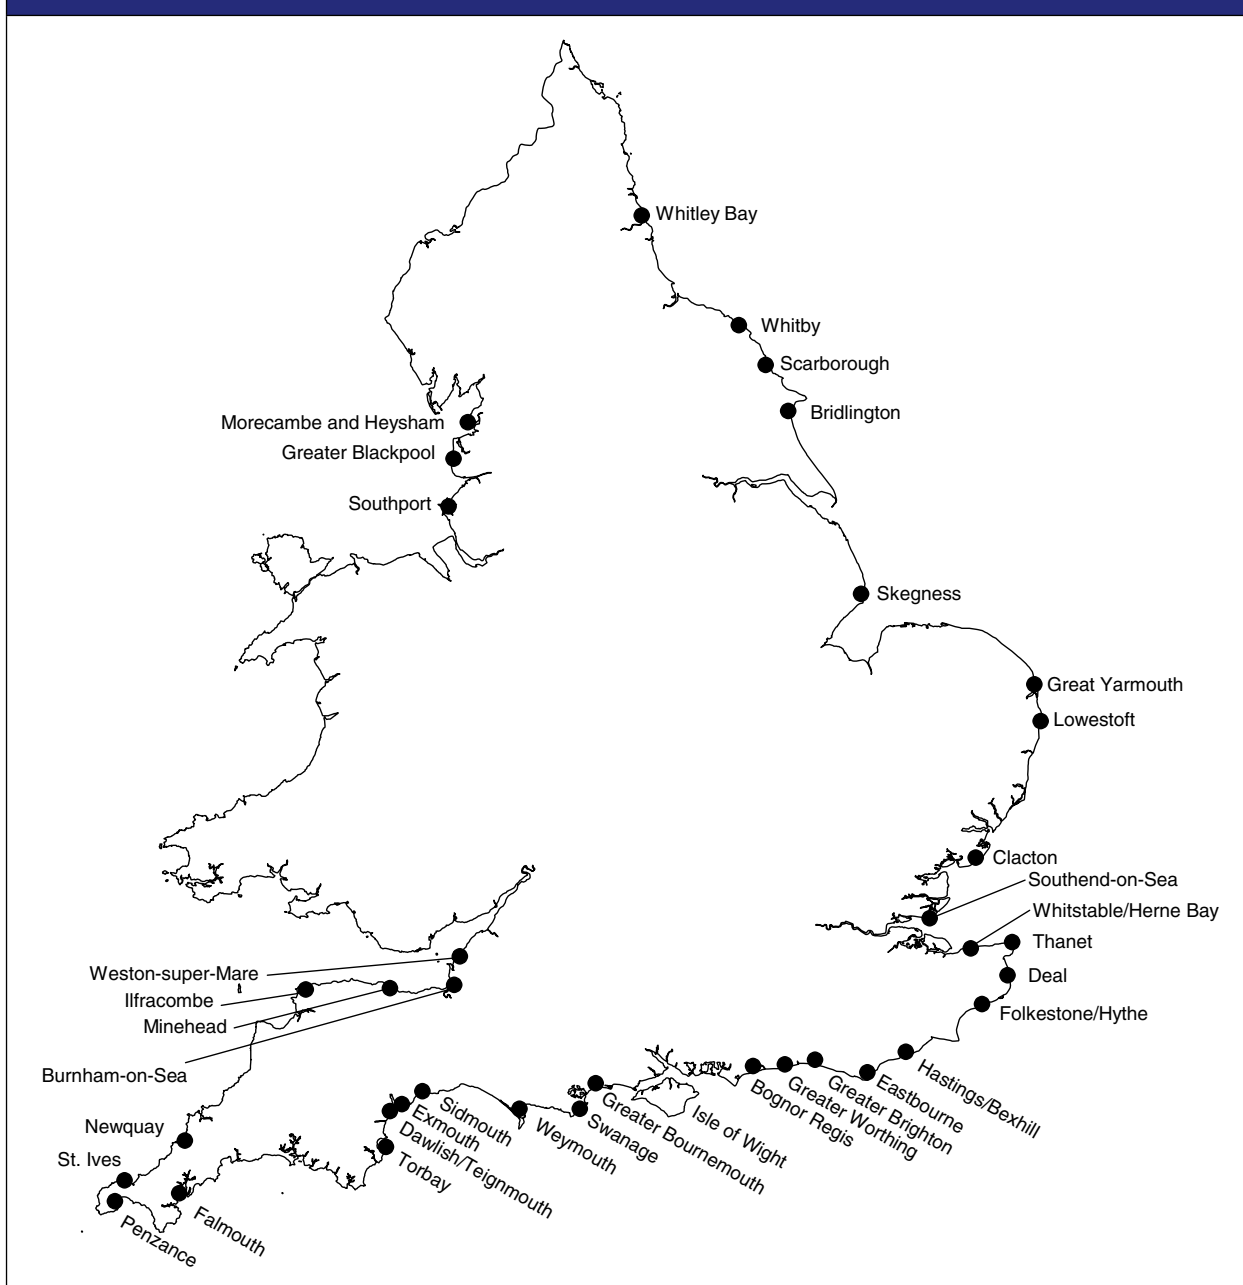 Whitley Bay
Whitby
Scarborough
Bridlington
Morecambe and Heysham
Greater Blackpool
Southport
Skegness
Great Yarmouth
Lowestoft
Clacton
Southend-on-Sea
Whitstable/Herne Bay
Thanet
Deal
Folkestone/Hythe
Weston-super-Mare
Ilfracombe
Minehead
Burnham-on-Sea
Newquay
St. Ives
Penzance
Falmouth
Torbay
Dawlish/Teignmouth
Exmouth
Sidmouth
Weymouth
Swanage
Greater Bournemouth
Isle of Wight
Bognor Regis
Greater Worthing
Greater Brighton
Eastbourne
Hastings/Bexhill